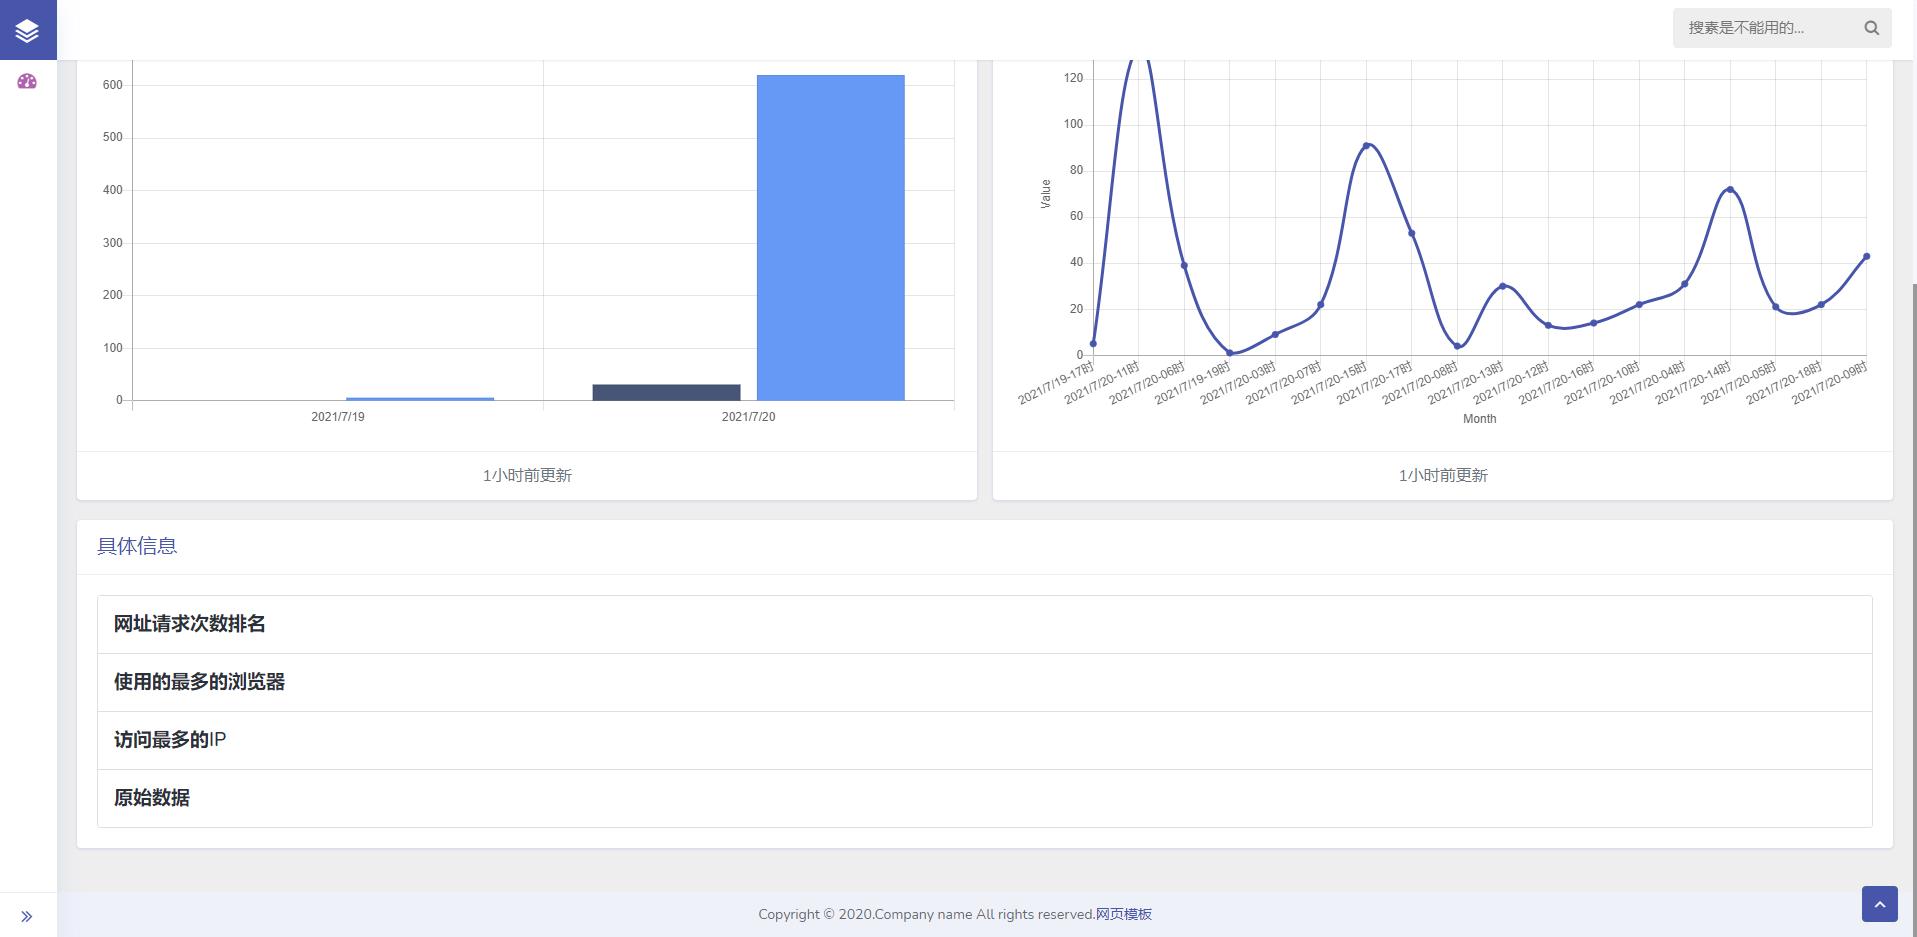 搜素是不能用的...
600
500
400
300
200
100
0
2021/7/19
2021/7/20
1小时前更新
120
100
80
60
40
20
0
Value
2021/7/19-17时
2021/7/20-11时
2021/7/20-06时
2021/7/19-19时
2021/7/20-03时
2021/7/20-07时
2021/7/20-15时
2021/7/20-17时
2021/7/20-08时
2021/7/20-13时
2021/7/20-12时
2021/7/20-16时
2021/7/20-10时
2021/7/20-04时
2021/7/20-14时
2021/7/20-05时
2021/7/20-18时
2021/7/20-09时
Month
1小时前更新
具体信息
网址请求次数排名
使用的最多的浏览器
访问最多的IP
原始数据
Copyright © 2020.Company name All rights reserved.网页模板